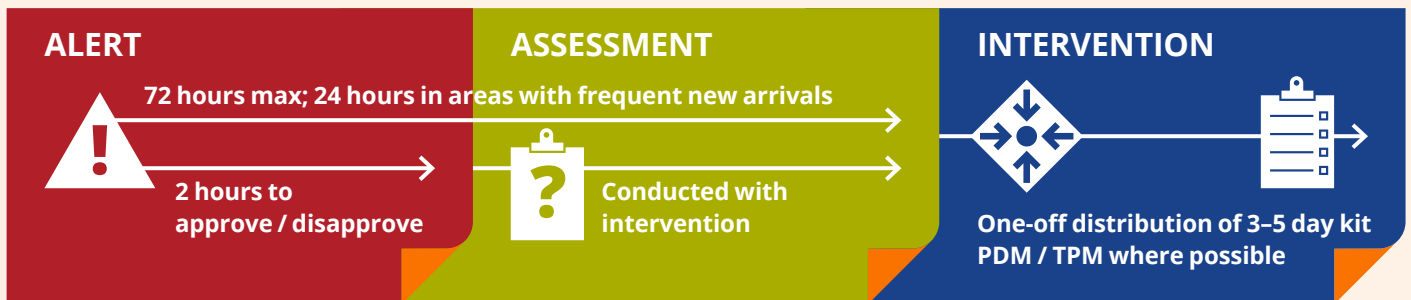 ALERT
72 hours max; 24 hours in areas with frequent new arrivals
!
2 hours to
approve / disapprove
ASSESSMENT
?
Conducted with
intervention
INTERVENTION
One-off distribution of 3–5 day kit
PDM / TPM where possible